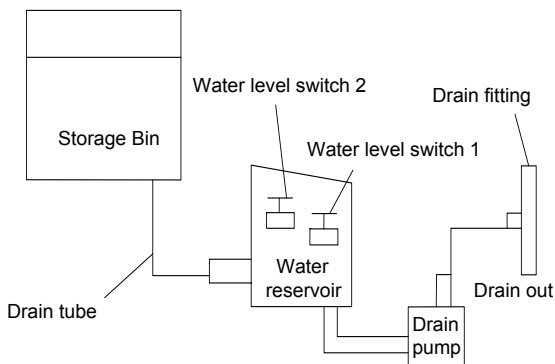 Water level switch 2
Drain fitting
Storage Bin
Water level switch 1
Water
reservoir
Drain tube
Drain out
Drain
pump